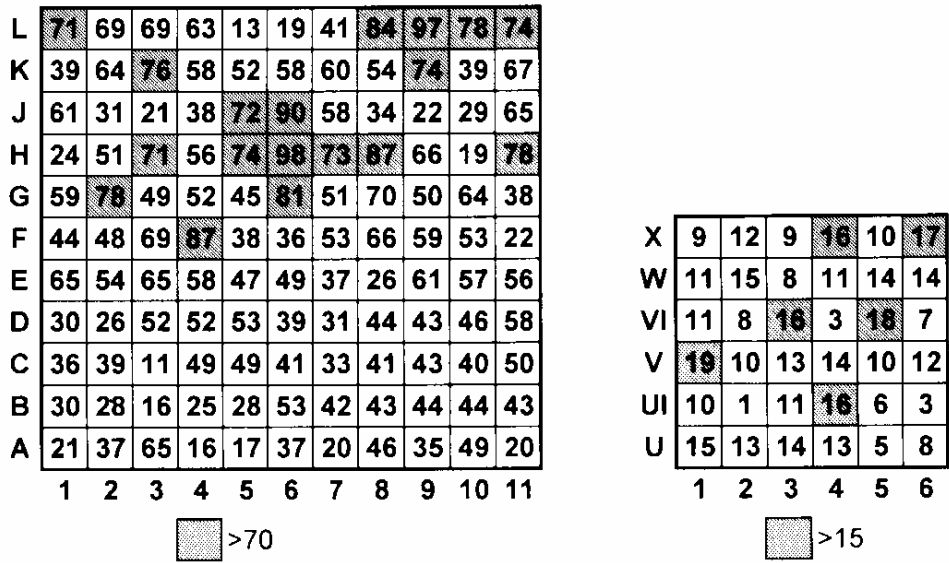 L 71 69 69 63 13 19 41 84 97 78 74
K 39 64 76 58 52 58 60 54 74 39 67
J 61 31 21 38 72 90 58 34 22 29 65
H 24 51 71 56 74 98 73 87 66 19 78
G 59 78 49 52 45 81 51 70 50 64 38
F 44 48 69 87 38 36 53 66 59 53 22
E 65 54 65 58 47 49 37 26 61 57 56
D 30 26 52 52 53 39 31 44 43 46 58
C 36 39 11 49 49 41 33 41 43 40 50
B 30 28 16 25 28 53 42 43 44 44 43
A 21 37 65 16 17 37 20 46 35 49 20
1 2 3 4 5 6 7 8 9 10 11
>70
X 9 12 9 16 10 17
W 11 15 8 11 14 14
VI 11 8 16 3 18 7
V 19 10 13 14 10 12
UI 10 1 11 16 6 3
U 15 13 14 13 5 8
1 2 3 4 5 6
>15